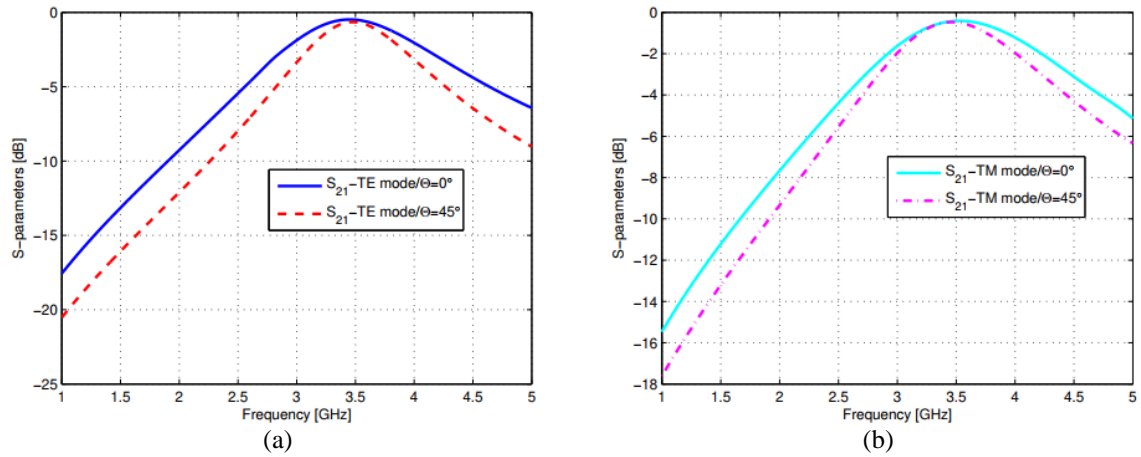 0
−5
−10
−15
−20
−25
S−parameters [dB]
S21−TE mode/Θ=0°
S21−TE mode/Θ=45°
1 1.5 2 2.5 3 3.5 4 4.5 5
Frequency [GHz]
(a)
0
−2
−4
−6
−8
−10
−12
−14
−16
−18
S−parameters [dB]
S21−TM mode/Θ=0°
S21−TM mode/Θ=45°
1 1.5 2 2.5 3 3.5 4 4.5 5
Frequency [GHz]
(b)